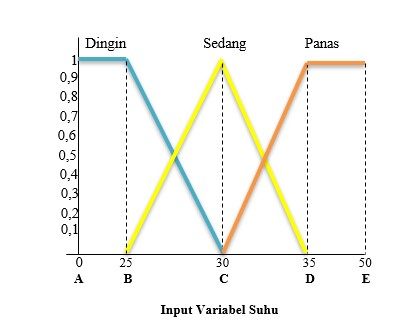 Dingin Sedang Panas
1
0,9
0,8
0,7
0,6
0,5
0,4
0,3
0,2
0,1
0 25 30 35 50
A B C D E
Input Variabel Suhu